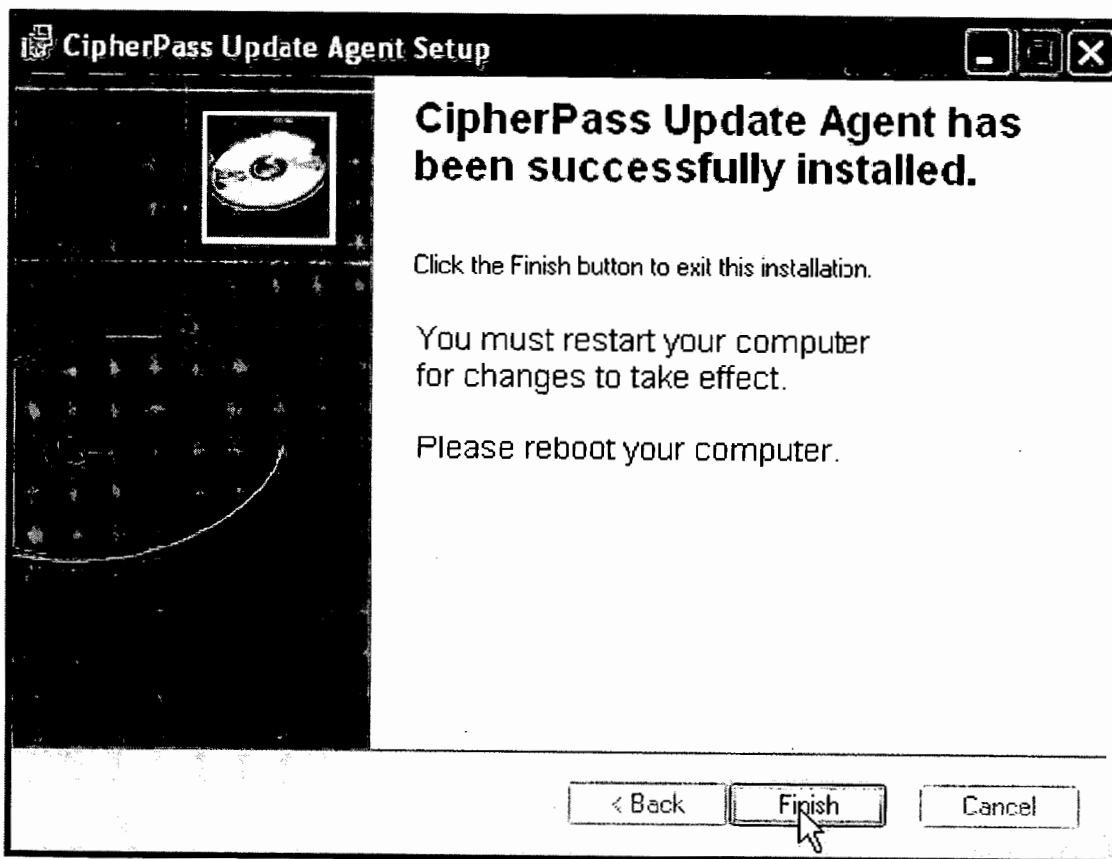 CipherPass Update Agent Setup
CipherPass Update Agent has
been successfully installed.
Click the Finish button to exit this installation.
You must restart your computer
for changes to take effect.
Please reboot your computer.
< Back
Finish
Cancel